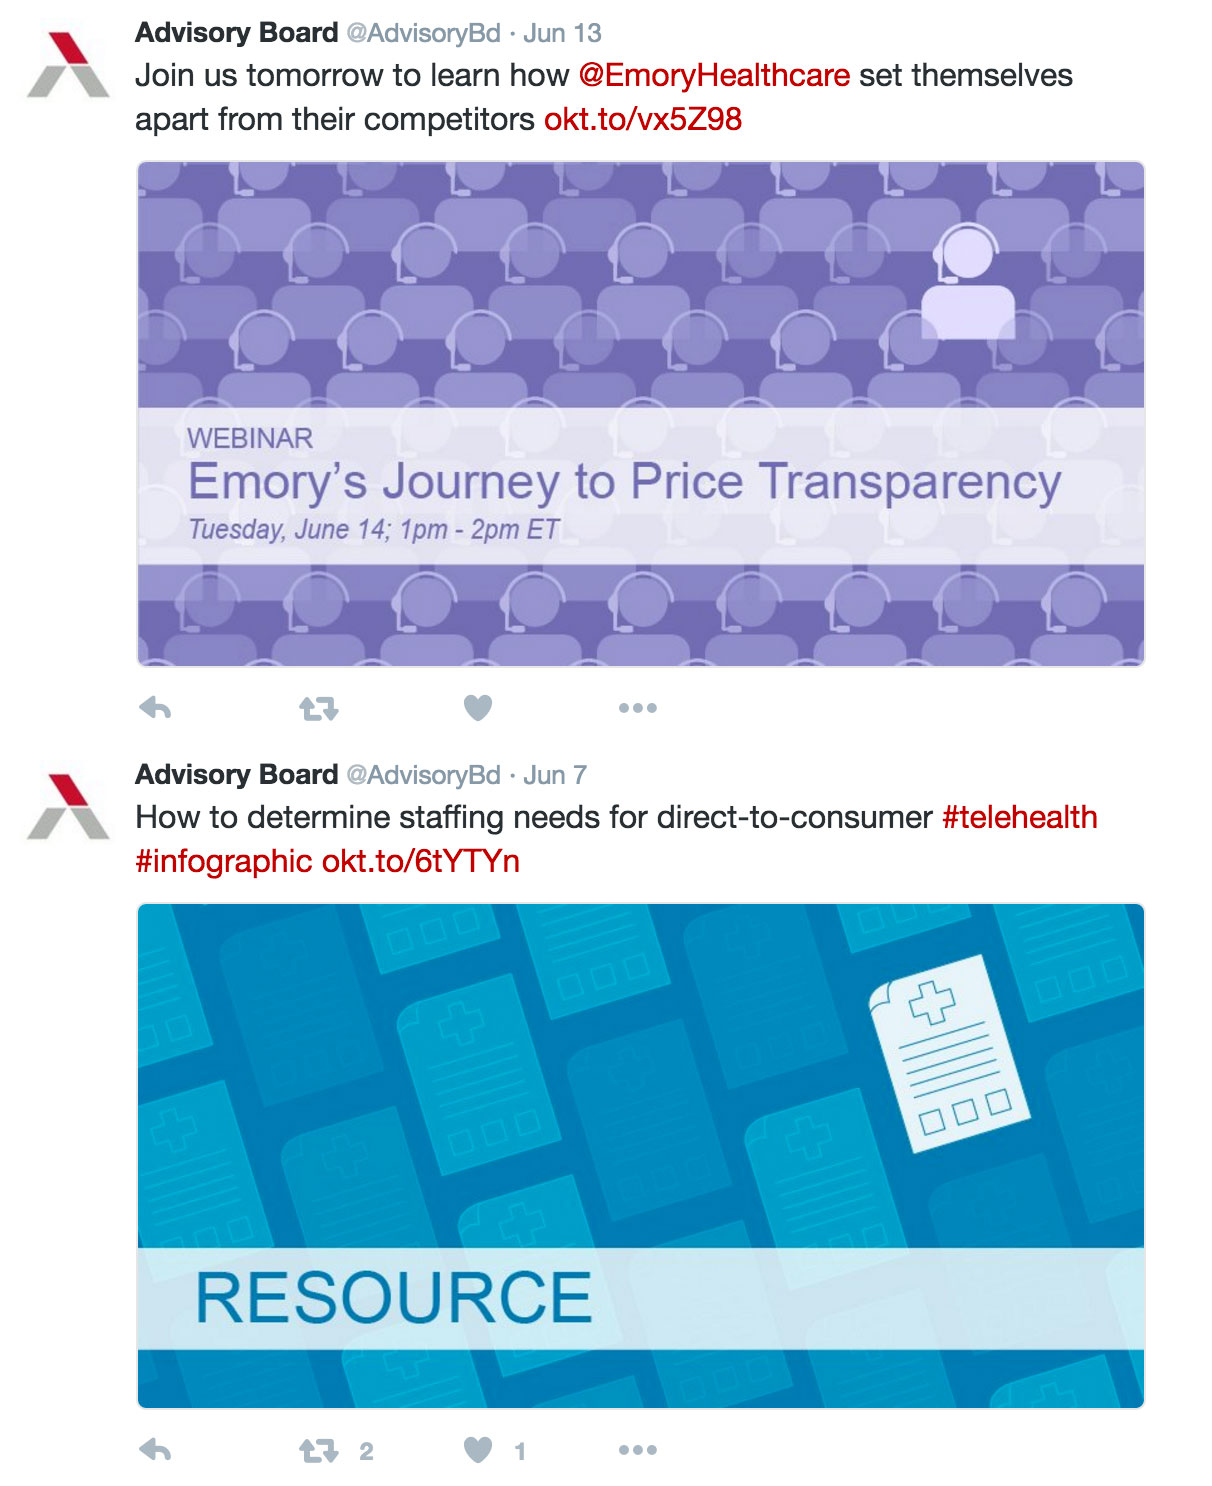 Advisory Board @AdvisoryBd · Jun 13
Join us tomorrow to learn how @EmoryHealthcare set themselves
apart from their competitors okt.to/vx5Z98
WEBINAR
Emory's Journey to Price Transparency
Tuesday, June 14; 1pm - 2pm ET
Advisory Board @AdvisoryBd · Jun 7
How to determine staffing needs for direct-to-consumer #telehealth
#infographic okt.to/6tYTYn
RESOURCE
2 1